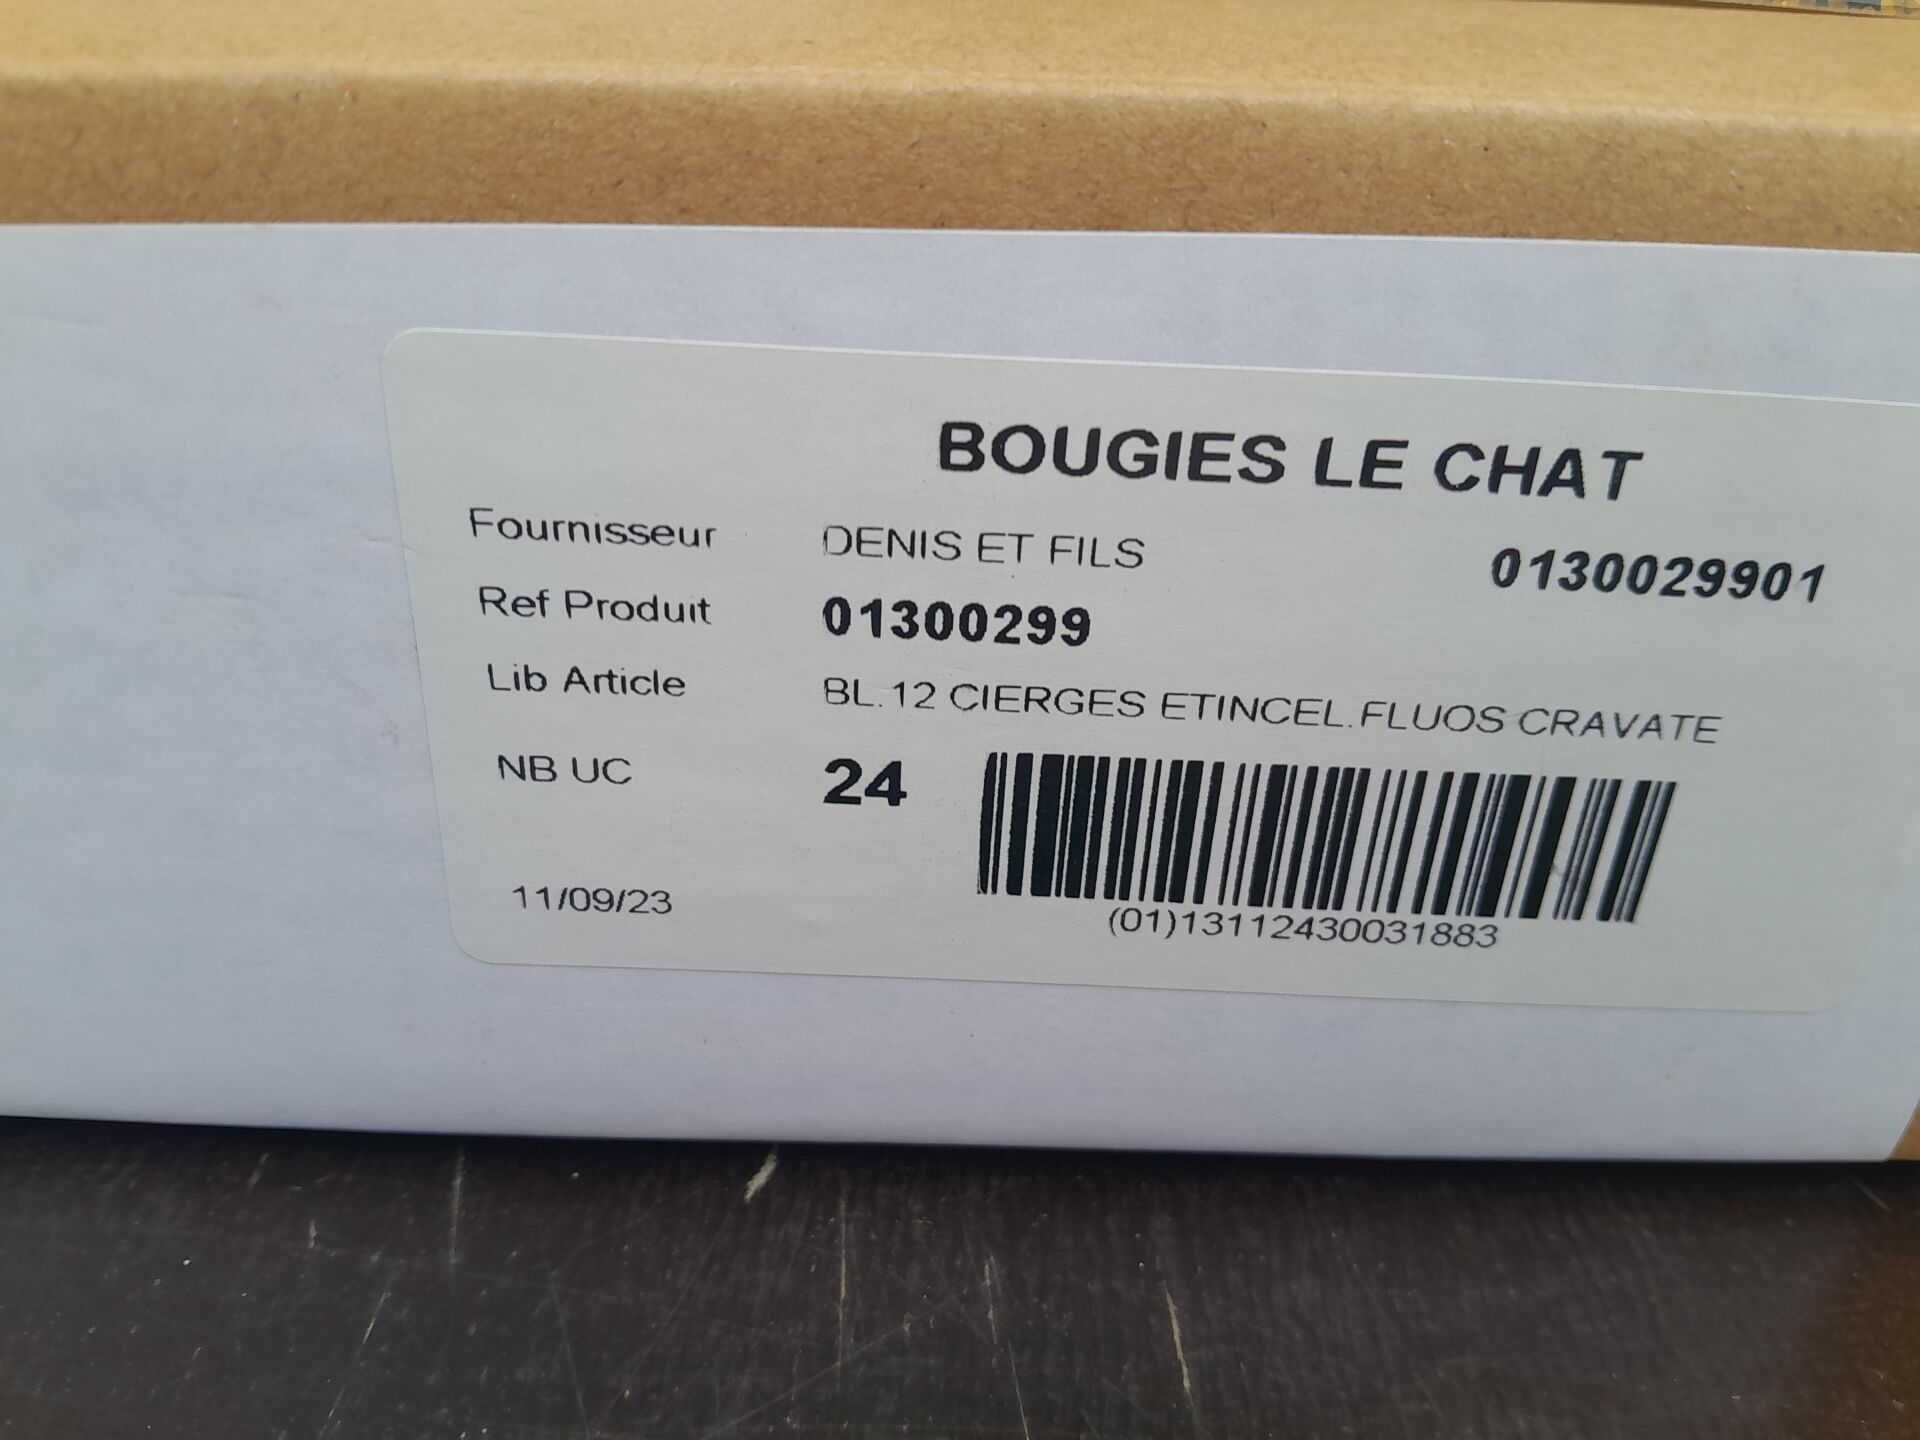 BOUGIES LE CHAT
Fournisseur DENIS ET FILS 0130029901
Ref Produit 01300299
Lib Article BL.12 CIERGES ETINCEL.FLUOS CRAVATE
NB UC 24
11/09/23 (01)13112430031883